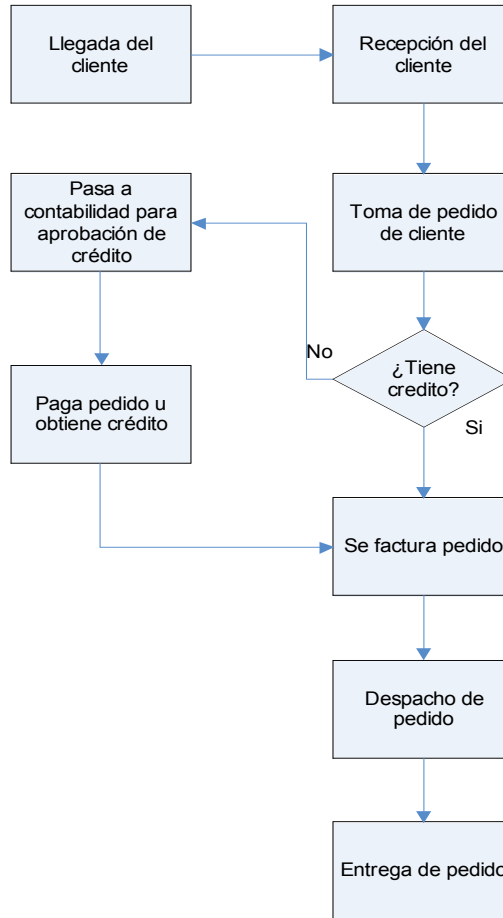 Llegada del
cliente
Recepción del
cliente
Pasa a
contabilidad para
aprobación de
crédito
Toma de pedido
de cliente
No
¿Tiene
credito?
Si
Paga pedido u
obtiene crédito
Se factura pedido
Despacho de
pedido
Entrega de pedido